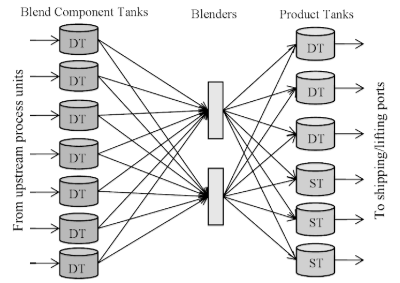 Blend Component Tanks
Blenders
Product Tanks
From upstream process units
DT
DT
DT
DT
DT
DT
DT
DT
DT
DT
ST
ST
ST
To shipping/lifting ports